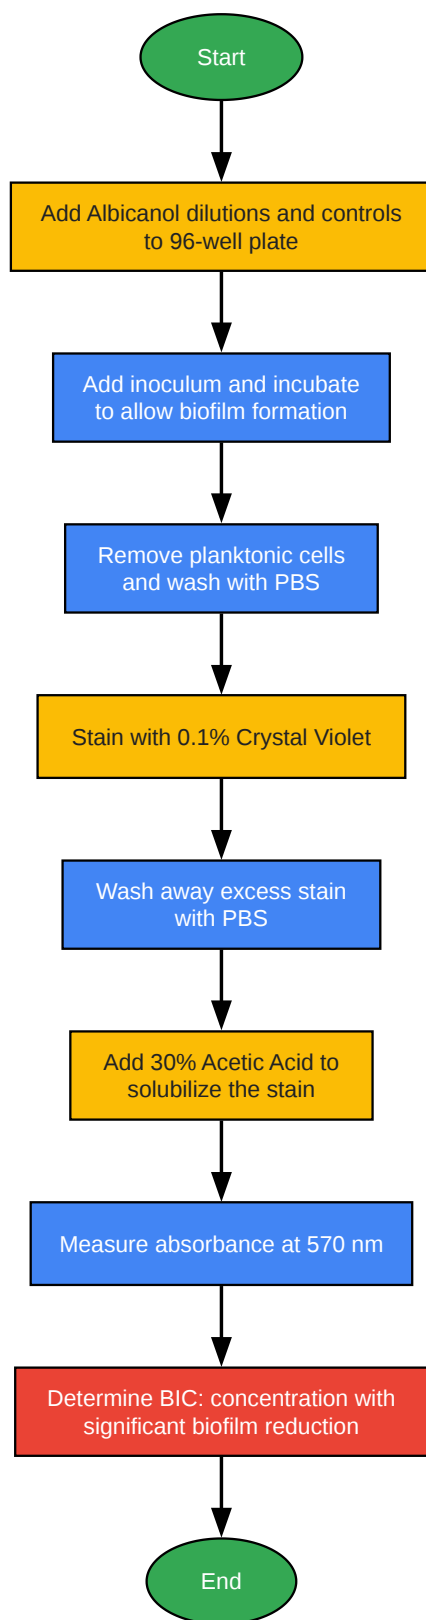 Start
Add Albicanol dilutions and controls
to 96-well plate
Add inoculum and incubate
to allow biofilm formation
Remove planktonic cells
and wash with PBS
Stain with 0.1% Crystal Violet
Wash away excess stain
with PBS
Add 30% Acetic Acid to
solubilize the stain
Measure absorbance at 570 nm
Determine BIC: concentration with
significant biofilm reduction
End